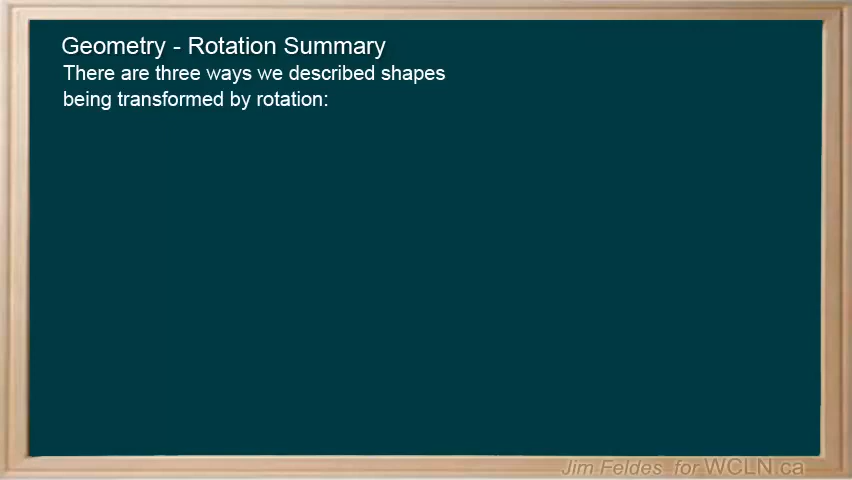 Geometry - Rotation Summary
There are three ways we described shapes
being transformed by rotation:
Jim Feldes for WCLN.ca